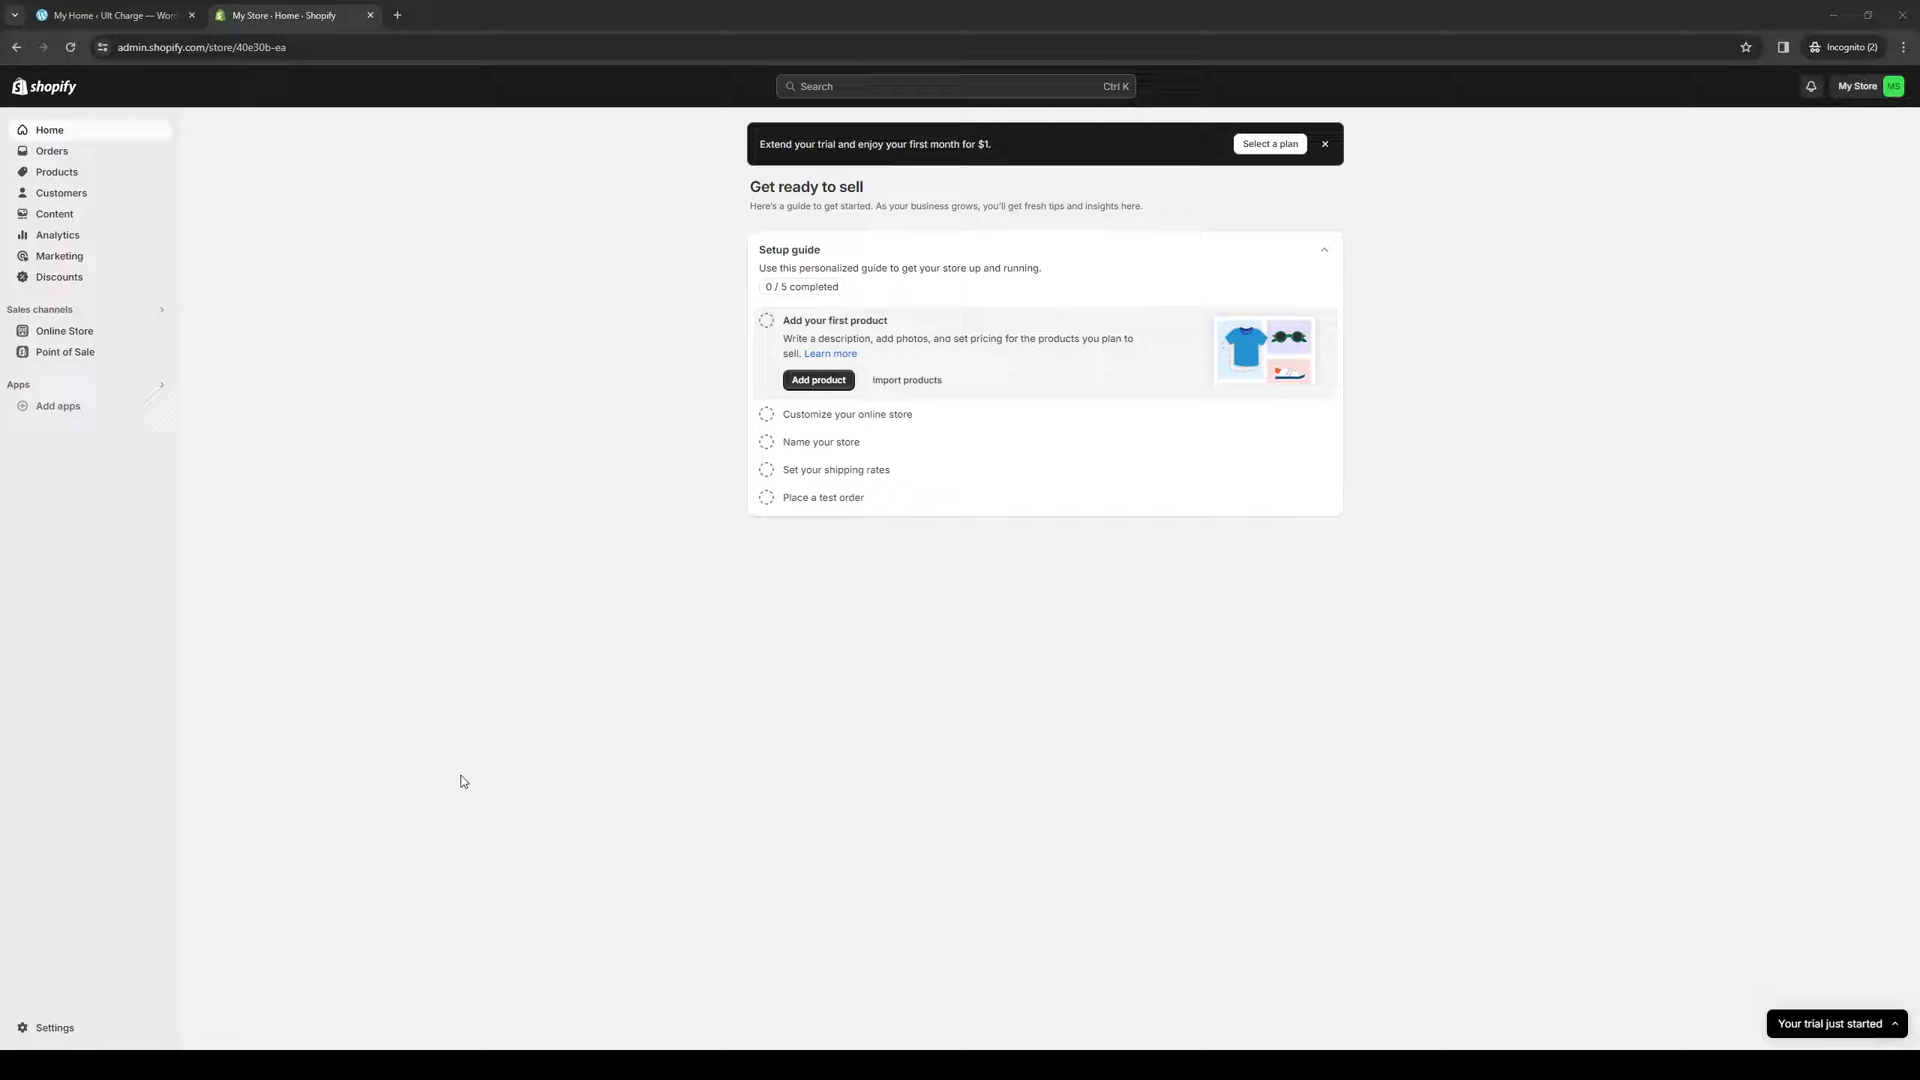 My Home ‹ Ult Charge — Word
My Store · Home · Shopify
admin.shopify.com/store/40e30b-ea
Incognito (2)
shopify
Search
Ctrl K
My Store
MS
Home
Orders
Products
Customers
Content
Analytics
Marketing
Discounts
Sales channels
Online Store
Point of Sale
Apps
Add apps
Settings
Extend your trial and enjoy your first month for $1.
Select a plan
Get ready to sell
Here's a guide to get started. As your business grows, you'll get fresh tips and insights here.
Setup guide
Use this personalized guide to get your store up and running.
0 / 5 completed
Add your first product
Write a description, add photos, and set pricing for the products you plan to
sell. Learn more
Add product
Import products
Customize your online store
Name your store
Set your shipping rates
Place a test order
Your trial just started